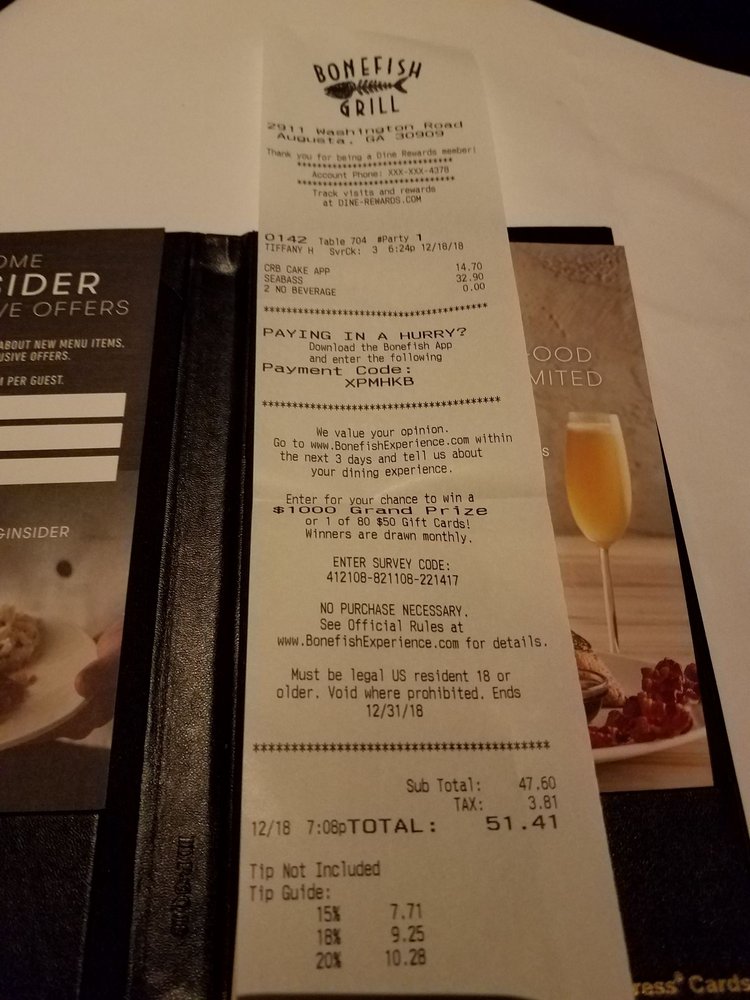 BONEFISH
GRILL
2911 Washington Road
Augusta, GA 30909
Thank you for being a Dine Rewards member!
********************************
Account Phone: XXX-XXX-4378
********************************
Track visits and rewards
at DINE-REWARDS.COM
0142 Table 704 #Party 1
TIFFANY H SvrCk: 3 6:24p 12/18/18
CRB CAKE APP 14.70
SEABASS 32.90
2 NO BEVERAGE 0.00
****************************************
PAYING IN A HURRY?
Download the Bonefish App
and enter the following
Payment Code:
XPMHKB
****************************************
We value your opinion.
Go to www.BonefishExperience.com within
the next 3 days and tell us about
your dining experience.
Enter for your chance to win a
$1000 Grand Prize
or 1 of 80 $50 Gift Cards!
Winners are drawn monthly.
ENTER SURVEY CODE:
412108-821108-221417
NO PURCHASE NECESSARY.
See Official Rules at
www.BonefishExperience.com for details.
Must be legal US resident 18 or
older. Void where prohibited. Ends
12/31/18
****************************************
Sub Total: 47.60
TAX: 3.81
12/18 7:08pTOTAL: 51.41
Tip Not Included
Tip Guide:
15% 7.71
18% 9.25
20% 10.28
OME
SIDER
VE OFFERS
ABOUT NEW MENU ITEMS.
USIVE OFFERS.
M PER GUEST.
GINSIDER
OOD
MITED
S
ress® Cards